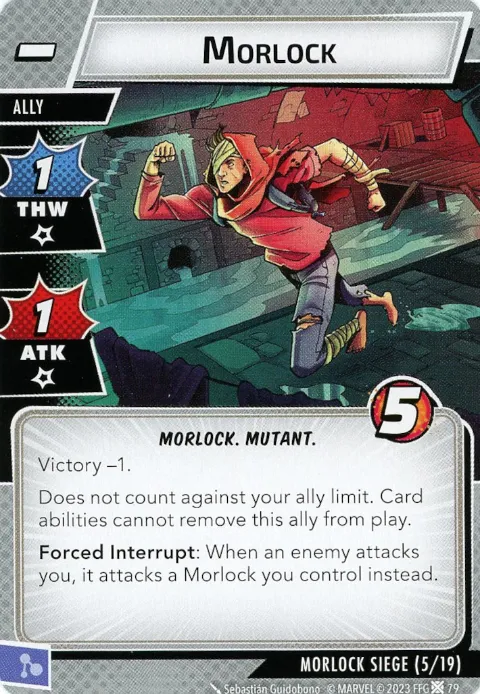 MORLOCK
ALLY
1
THW
1
ATK
5
MORLOCK. MUTANT.
Victory –1.
Does not count against your ally limit. Card
abilities cannot remove this ally from play.
Forced Interrupt: When an enemy attacks
you, it attacks a Morlock you control instead.
MORLOCK SIEGE (5/19)
Sebastián Guidobono © MARVEL © 2023 FFG 79